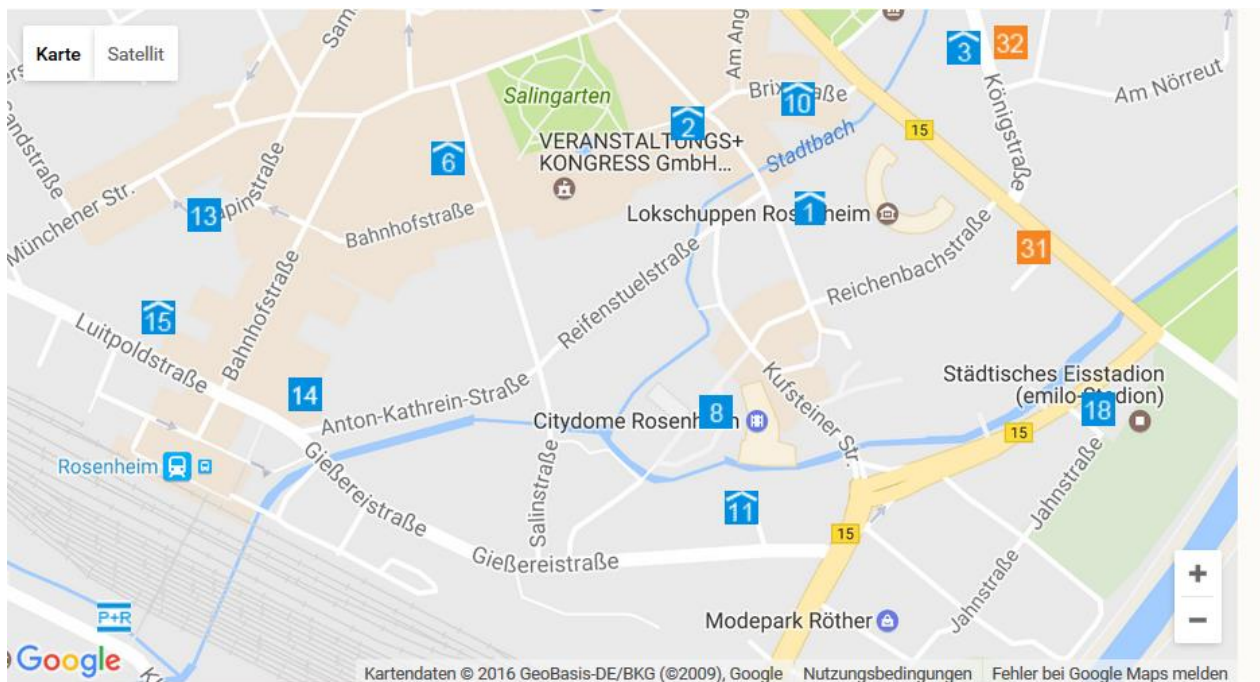 Karte
Satellit
Am Ang
3
32
Am Nörreut
Salingarten
Brix
aße
10
2
15
Königstraße
VERANSTALTUNGS+
KONGRESS GmbH...
Stadtbach
6
Münchener Str.
13
Bahnhofstraße
Lokschuppen Ros
heim
1
31
Reichenbachstraße
Reifenstuelstraße
15
Luitpoldstraße
Bahnhofstraße
Kufsteiner Str.
Städtisches Eisstadion
(emilo-Stadion)
14
Anton-Kathrein-Straße
Citydome Rosenheim
8
18
15
Rosenheim
Gießereistraße
Salinstraße
Jahnstraße
11
15
Gießereistraße
Jahnstraße
+
−
P+R
Modepark Röther
Google
Kartendaten © 2016 GeoBasis-DE/BKG (©2009), Google
Nutzungsbedingungen
Fehler bei Google Maps melden